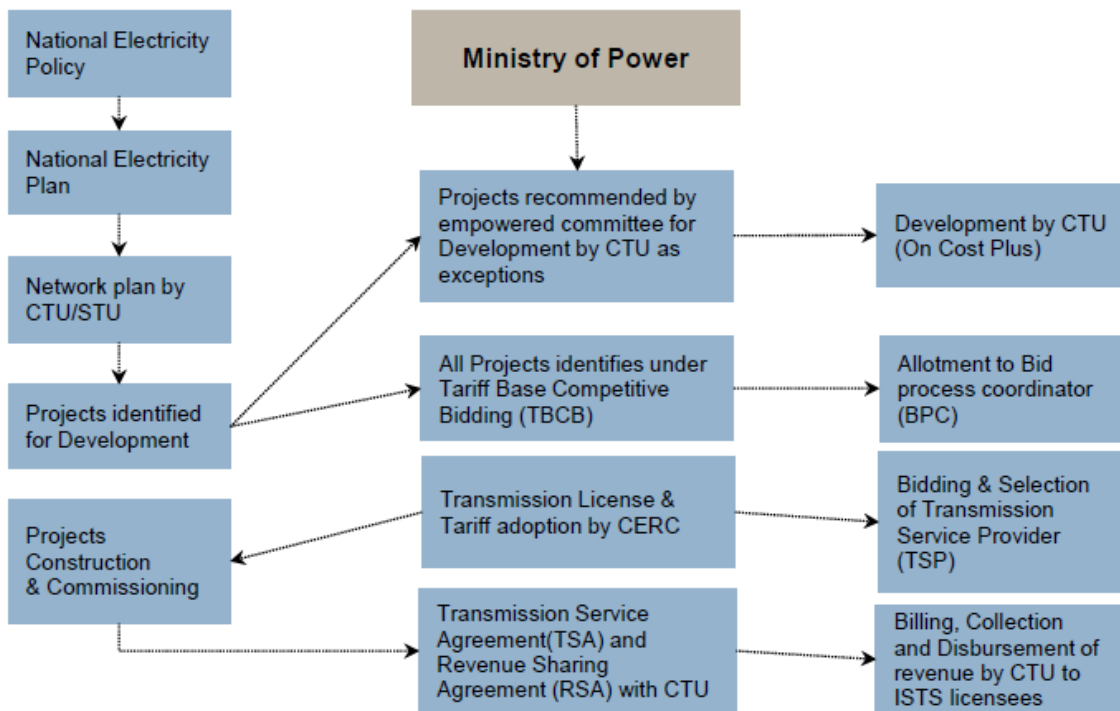 National Electricity
Policy
Ministry of Power
National Electricity
Plan
Projects recommended by
empowered committee for
Development by CTU as
exceptions
Development by CTU
(On Cost Plus)
Network plan by
CTU/STU
All Projects identifies under
Tariff Base Competitive
Bidding (TBCB)
Allotment to Bid
process coordinator
(BPC)
Projects identified
for Development
Transmission License &
Tariff adoption by CERC
Bidding & Selection
of Transmission
Service Provider
(TSP)
Projects
Construction
& Commissioning
Transmission Service
Agreement(TSA) and
Revenue Sharing
Agreement (RSA) with CTU
Billing, Collection
and Disbursement of
revenue by CTU to
ISTS licensees